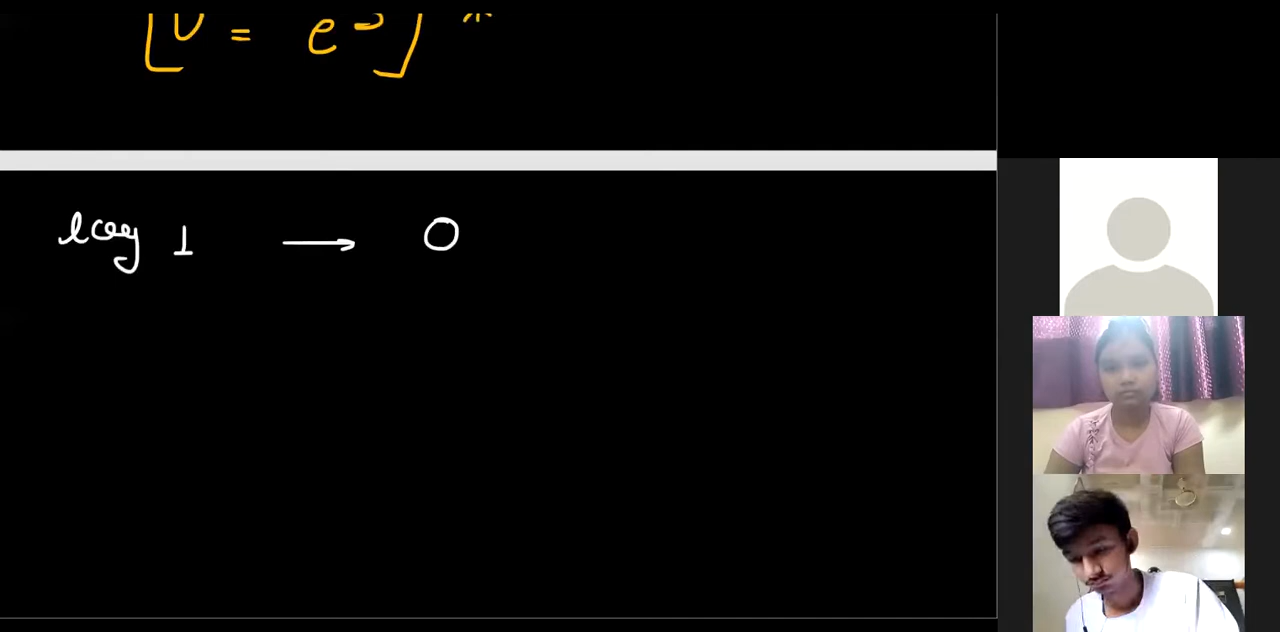 [U = e^3]
log 1 → 0